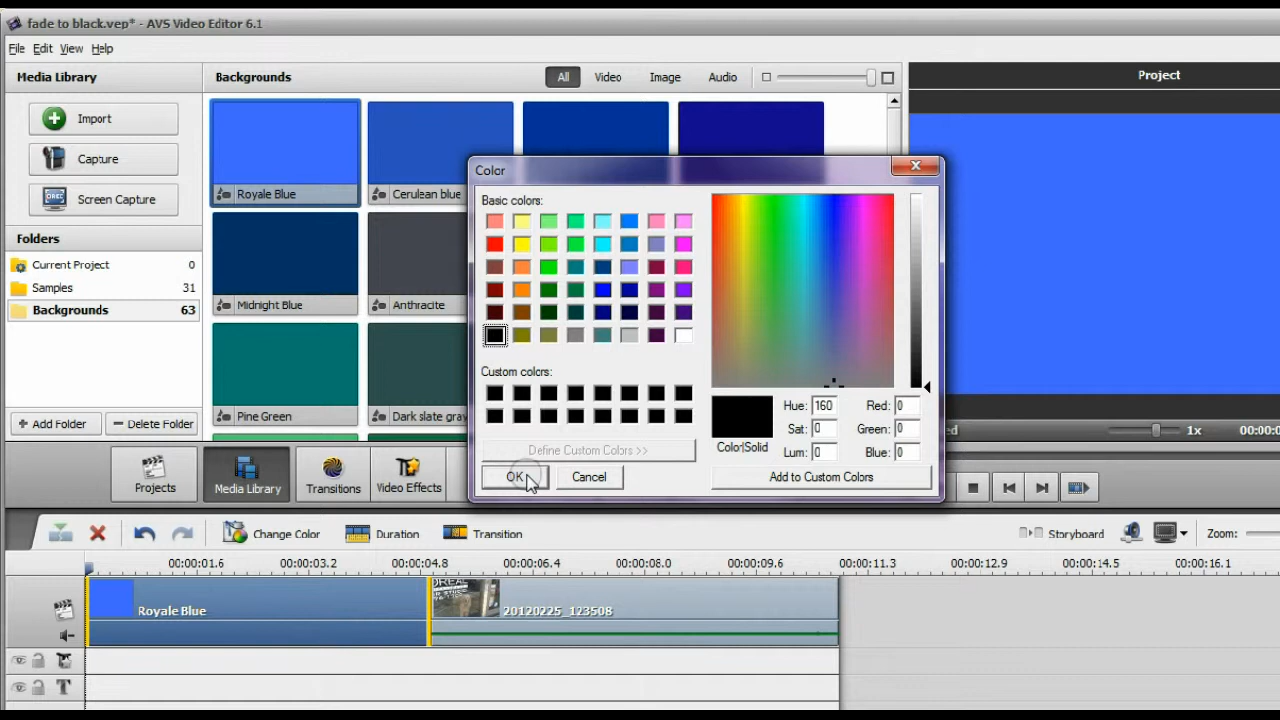 fade to black.vep* - AVS Video Editor 6.1
File Edit View Help
Media Library
Backgrounds
All Video Image Audio
Project
Import
Capture
Screen Capture
Folders
Current Project 0
Samples 31
Backgrounds 63
Add Folder
Delete Folder
Royale Blue
Cerulean blue
Midnight Blue
Anthracite
Pine Green
Dark slate gray
Color
Basic colors:
Custom colors:
Define Custom Colors >>
OK
Cancel
Hue: 160 Red: 0
Sat: 0 Green: 0
Lum: 0 Blue: 0
Color|Solid
Add to Custom Colors
1x 00:00:0
Projects
Media Library
Transitions
Video Effects
Change Color
Duration
Transition
Storyboard
Zoom:
00:00:01.6 00:00:03.2 00:00:04.8 00:00:06.4 00:00:08.0 00:00:09.6 00:00:11.3 00:00:12.9 00:00:14.5 00:00:16.1
Royale Blue
20120225_123508
T